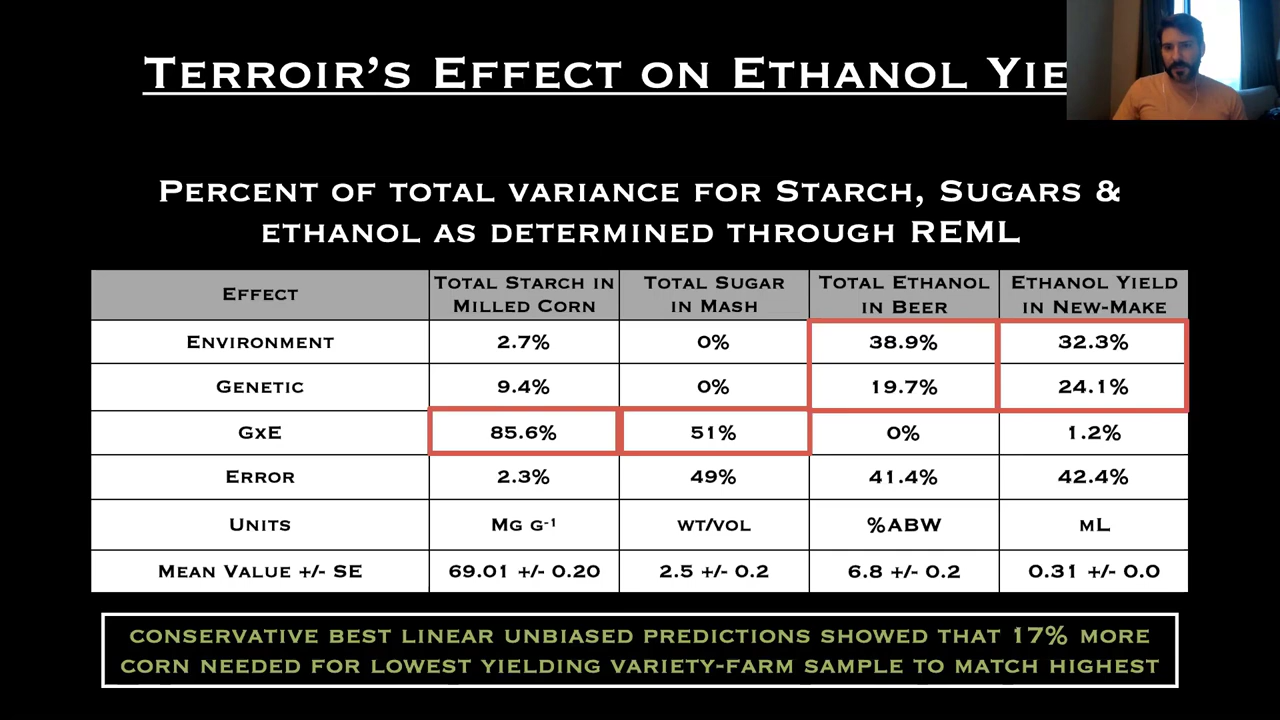 Terroir's Effect on Ethanol
Percent of total variance for Starch, Sugars &
ethanol as determined through REML
Effect
Total Starch in
Milled Corn
Total Sugar
in Mash
Total Ethanol
in Beer
Ethanol Yield
in New-Make
Environment 2.7% 0% 38.9% 32.3%
Genetic 9.4% 0% 19.7% 24.1%
GxE 85.6% 51% 0% 1.2%
Error 2.3% 49% 41.4% 42.4%
Units Mg g-1 wt/vol %ABW mL
Mean Value +/- SE 69.01 +/- 0.20 2.5 +/- 0.2 6.8 +/- 0.2 0.31 +/- 0.0
conservative best linear unbiased predictions showed that 17% more
corn needed for lowest yielding variety-farm sample to match highest